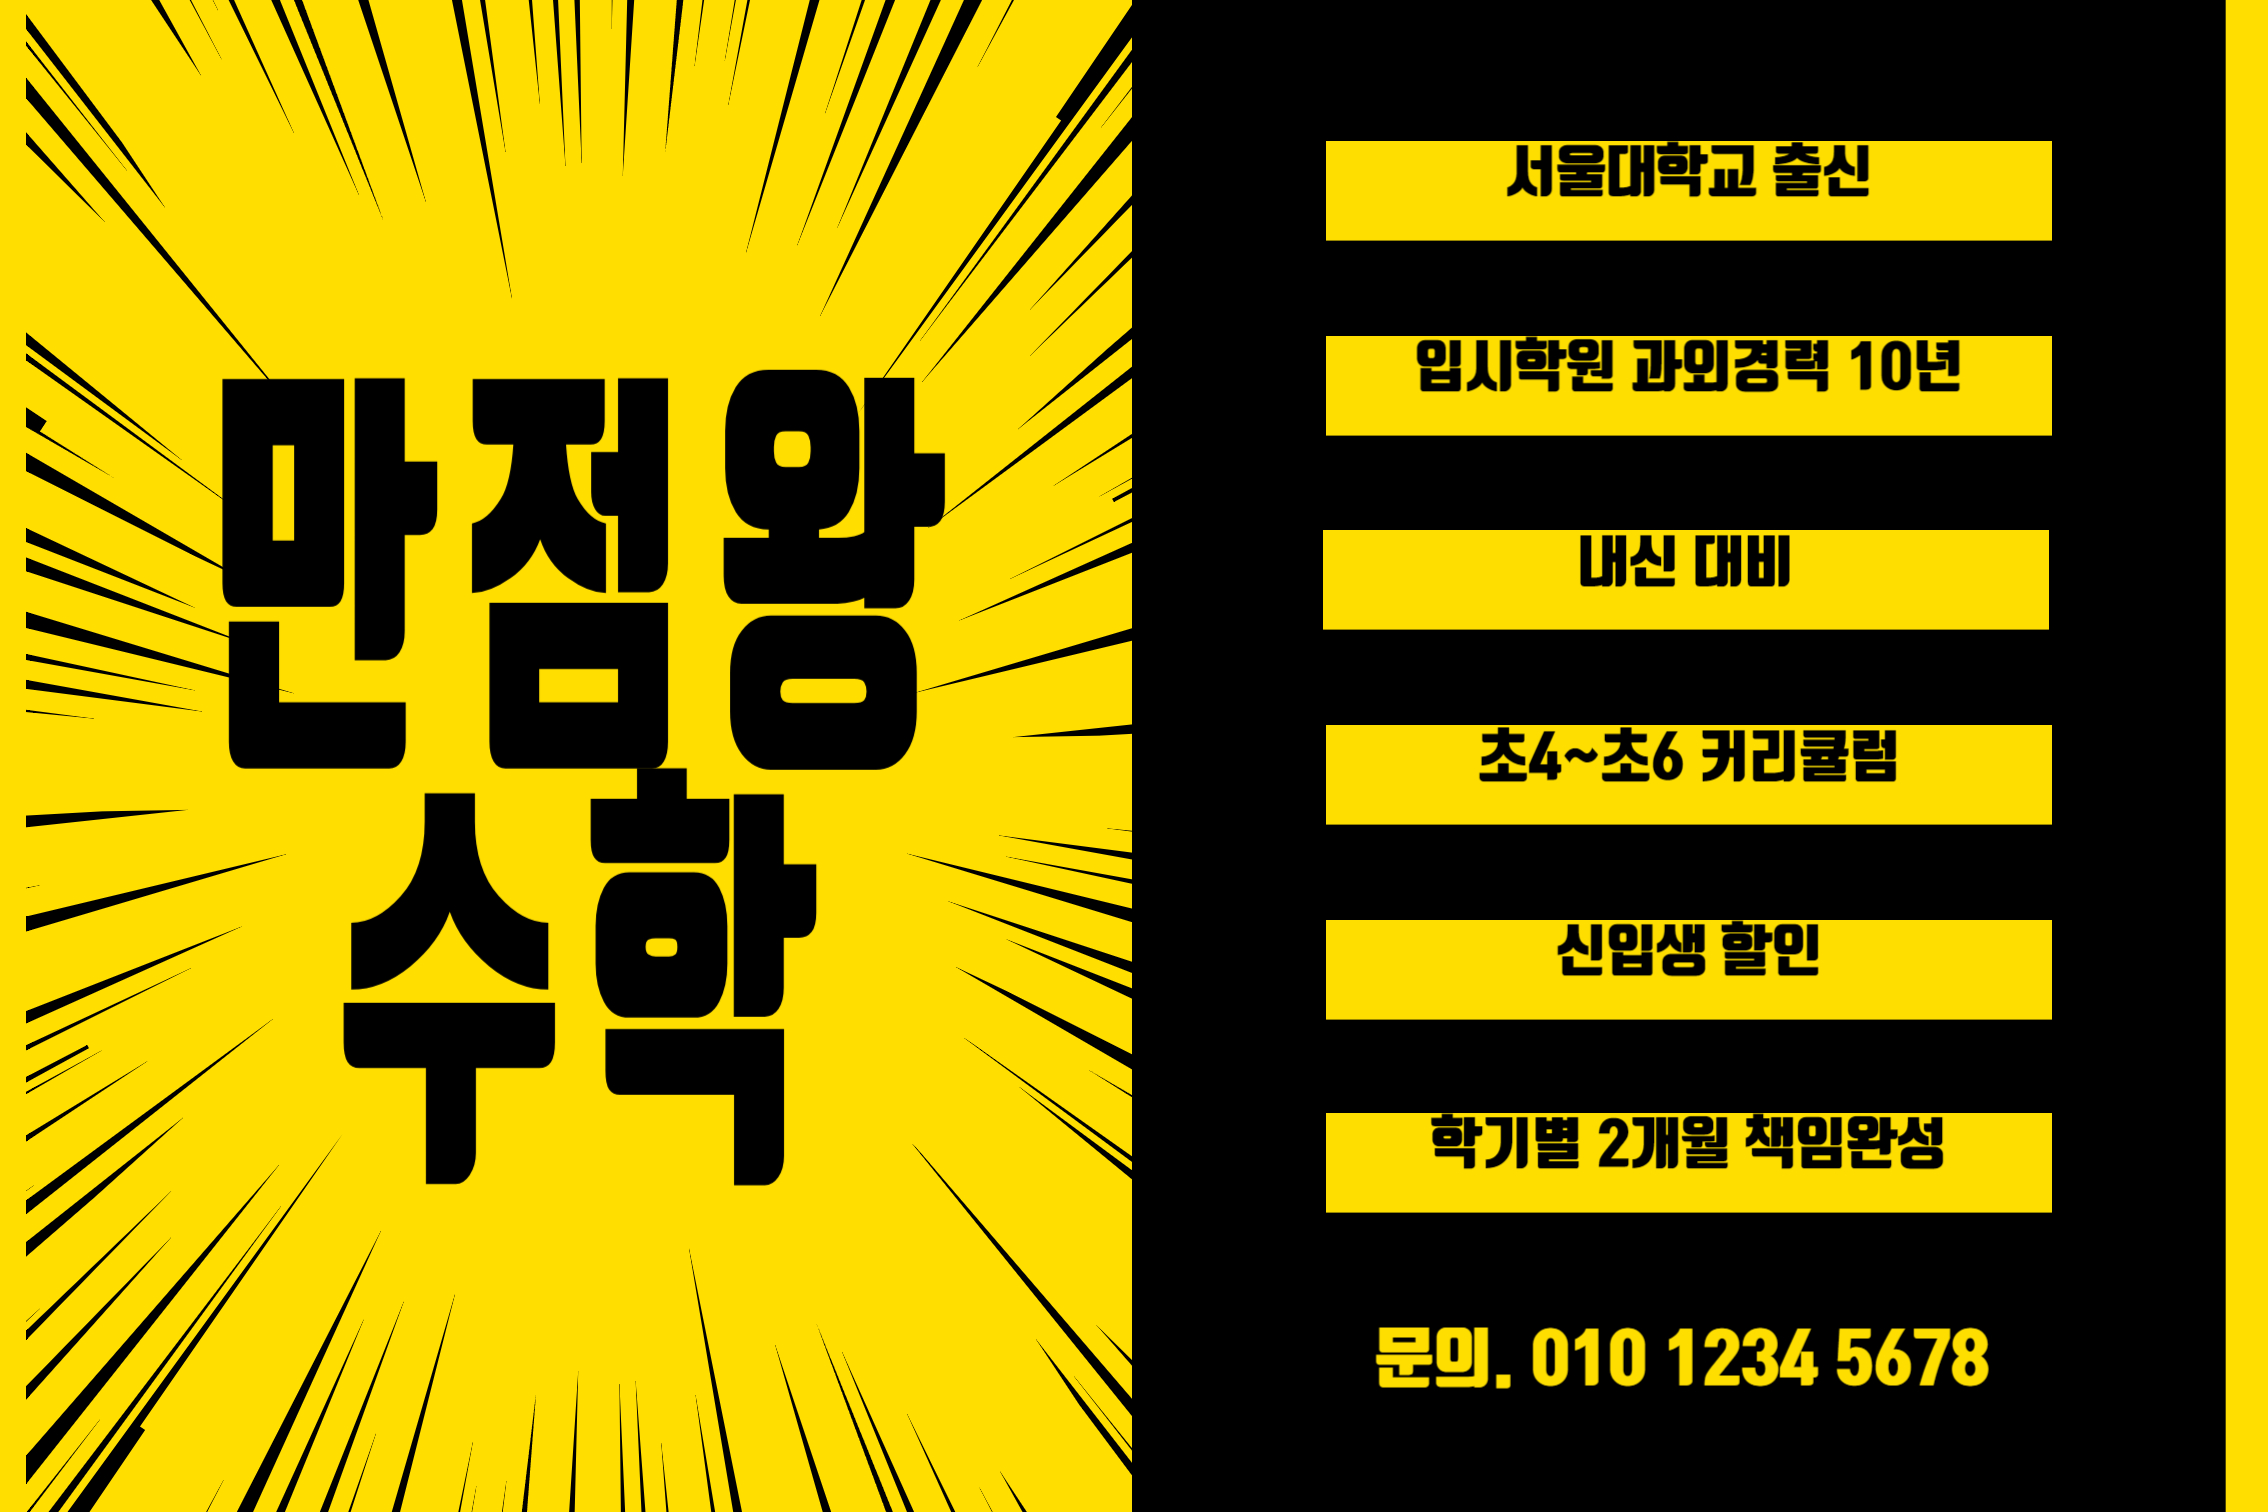 만점왕
수학
서울대학교 출신
입시학원 과외경력 10년
내신 대비
초4~초6 커리큘럼
신입생 할인
학기별 2개월 책임완성
문의. 010 1234 5678